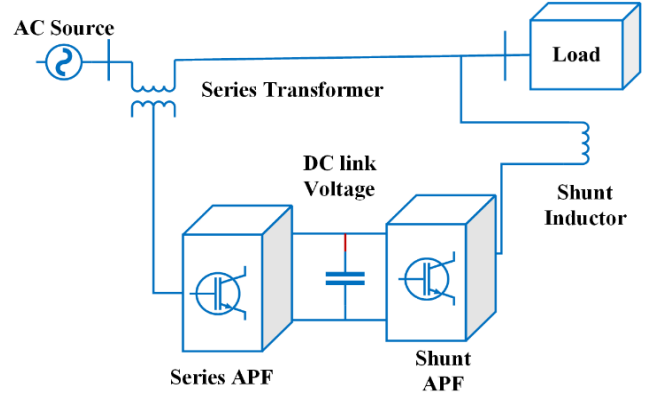 AC Source
Load
Series Transformer
DC link
Voltage
Shunt
Inductor
Series APF
Shunt
APF